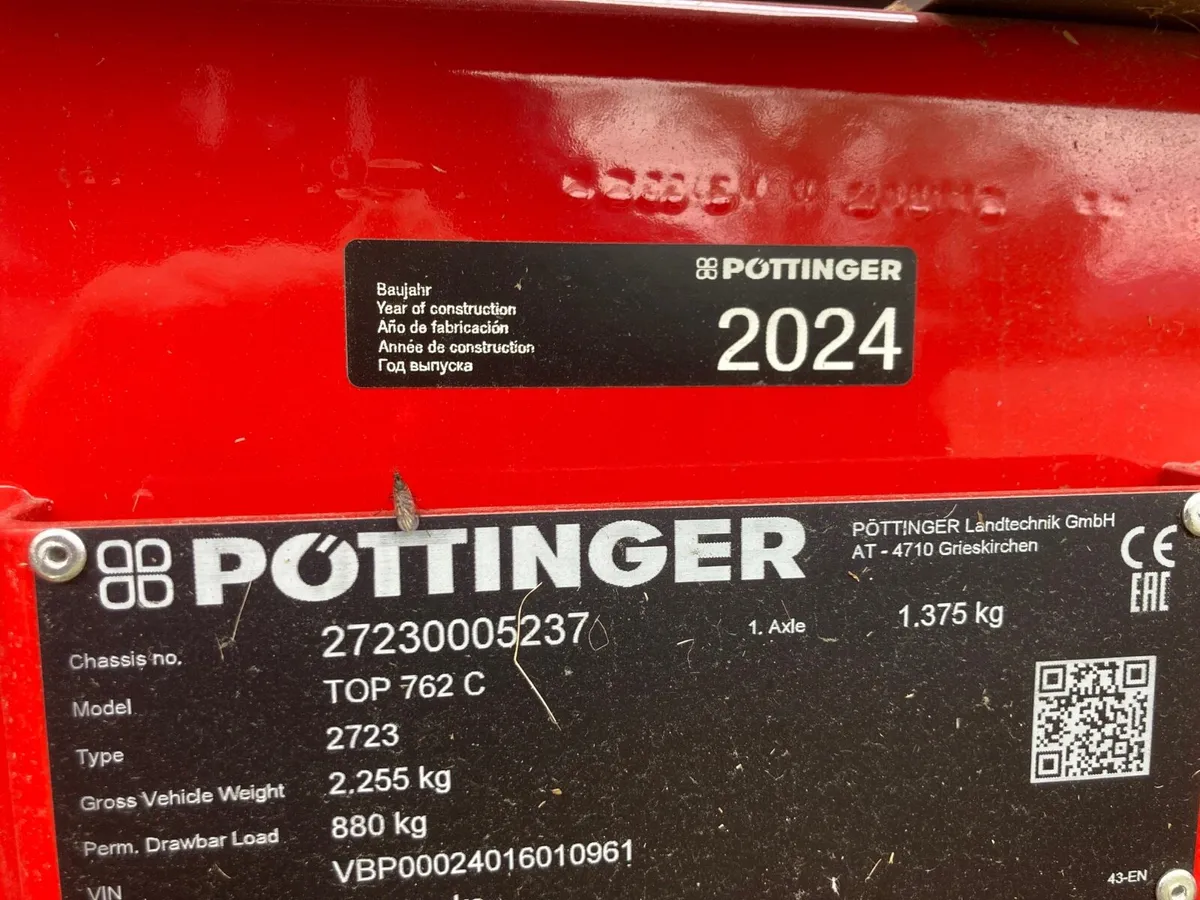 PÖTTINGER
Baujahr
Year of construction
Año de fabricación
Année de construction
Год выпуска
2024
PÖTTINGER
PÖTTINGER Landtechnik GmbH
AT - 4710 Grieskirchen
CE
EAC
Chassis no. 27230005237
1. Axle 1.375 kg
Model TOP 762 C
Type 2723
Gross Vehicle Weight 2.255 kg
Perm. Drawbar Load 880 kg
VIN VBP00024016010961
43-EN